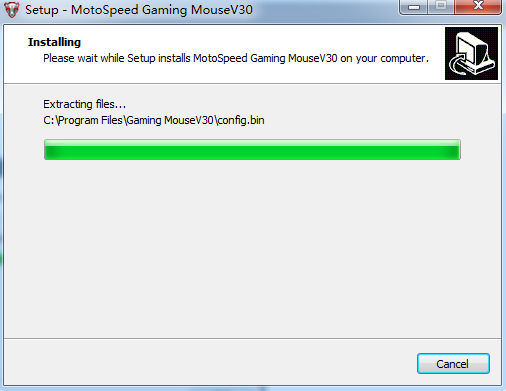 Setup - MotoSpeed Gaming MouseV30
Installing
Please wait while Setup installs MotoSpeed Gaming MouseV30 on your computer.
Extracting files...
C:\Program Files\Gaming MouseV30\config.bin
Cancel